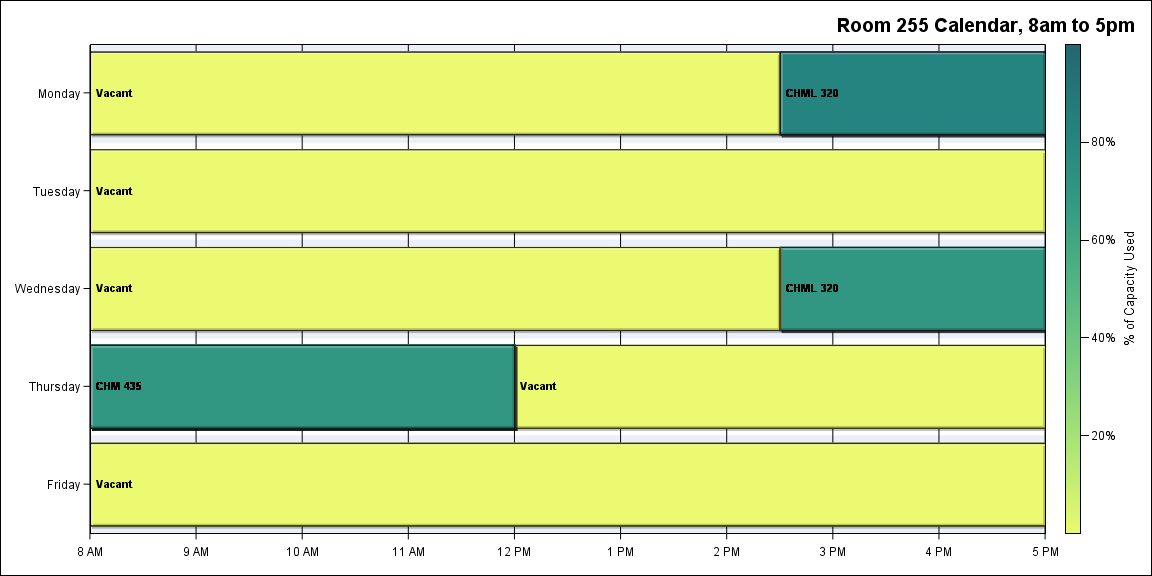 Room 255 Calendar, 8am to 5pm
Monday
Vacant
CHML 320
Tuesday
Vacant
Wednesday
Vacant
CHML 320
Thursday
CHM 435
Vacant
Friday
Vacant
8 AM 9 AM 10 AM 11 AM 12 PM 1 PM 2 PM 3 PM 4 PM 5 PM
80%
60%
40%
20%
% of Capacity Used